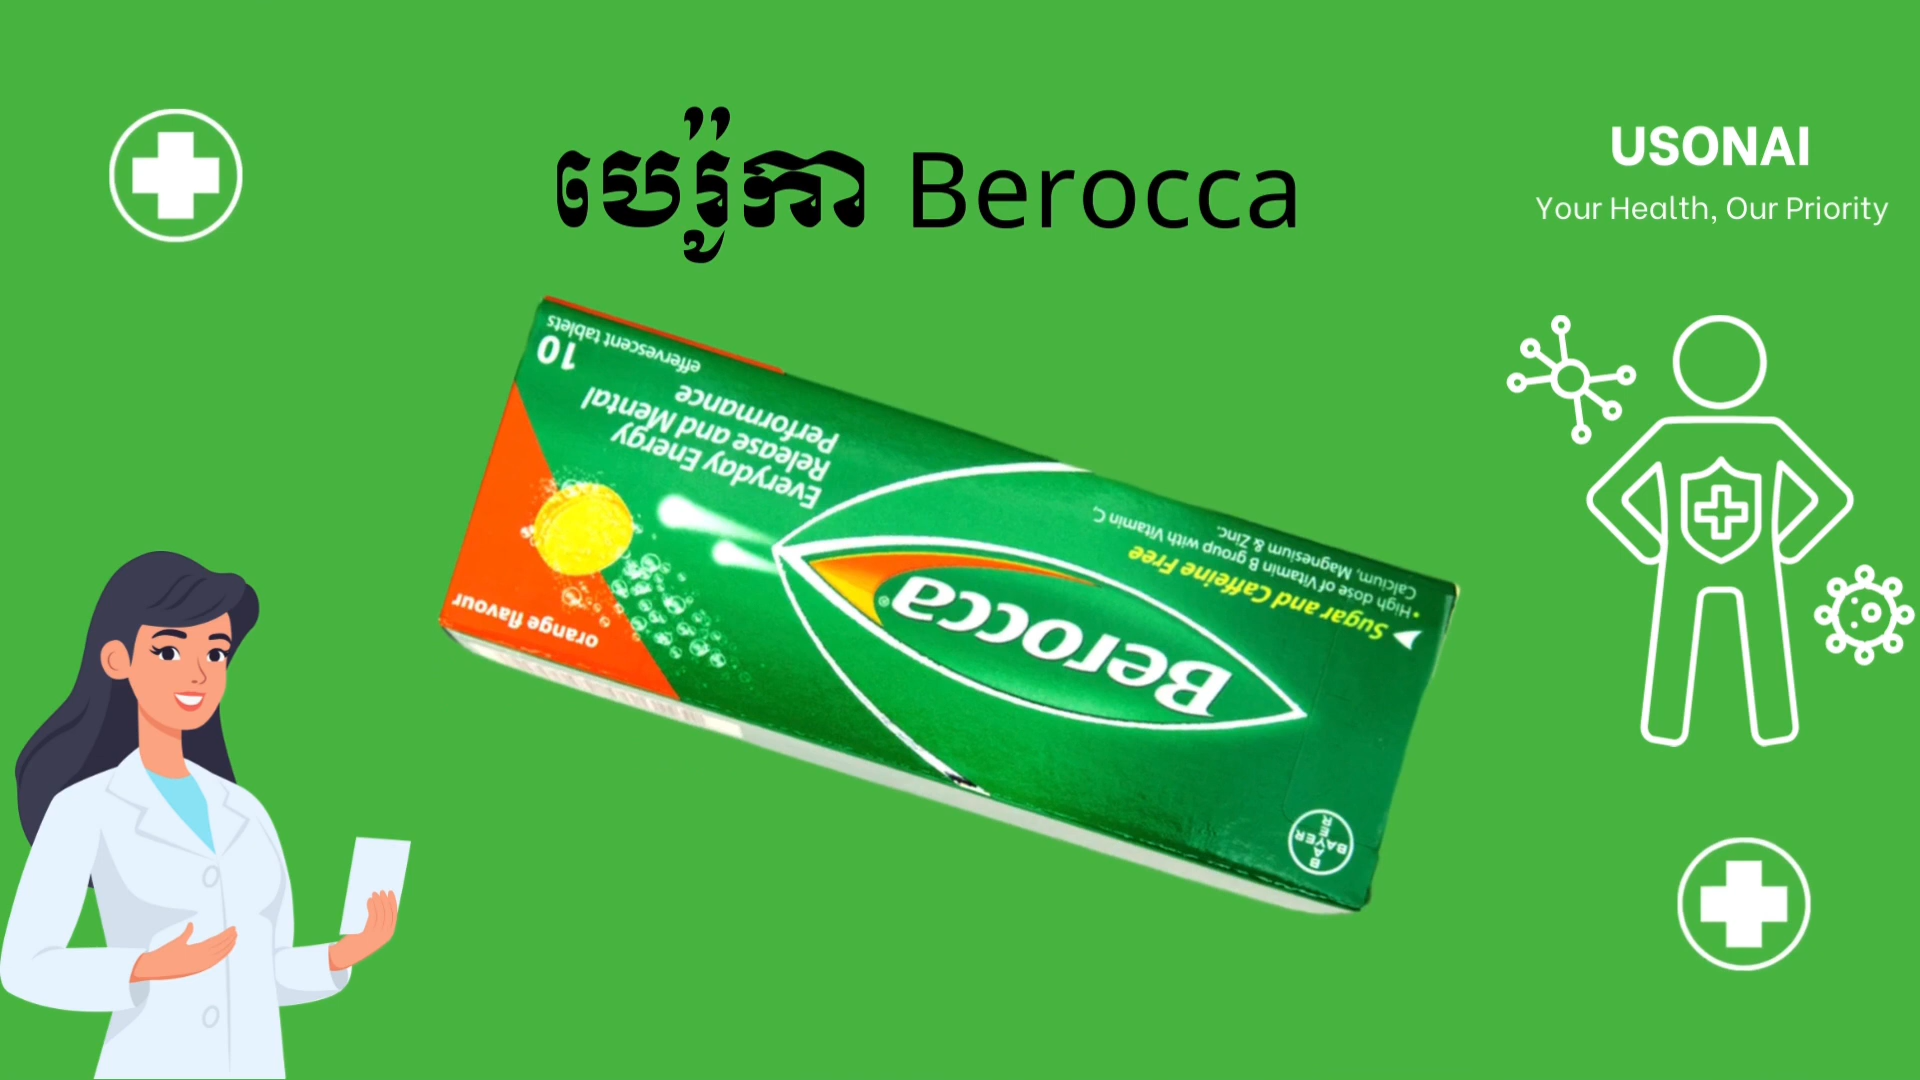 បេរ៉ូកា Berocca
USONAI
Your Health, Our Priority
Sugar and Caffeine Free
• High dose of Vitamin B group with Vitamin C,
Calcium, Magnesium & Zinc.
Berocca®
Everyday Energy
Release and Mental
Performance
10
effervescent tablets
orange flavour
BAYER
BAYER